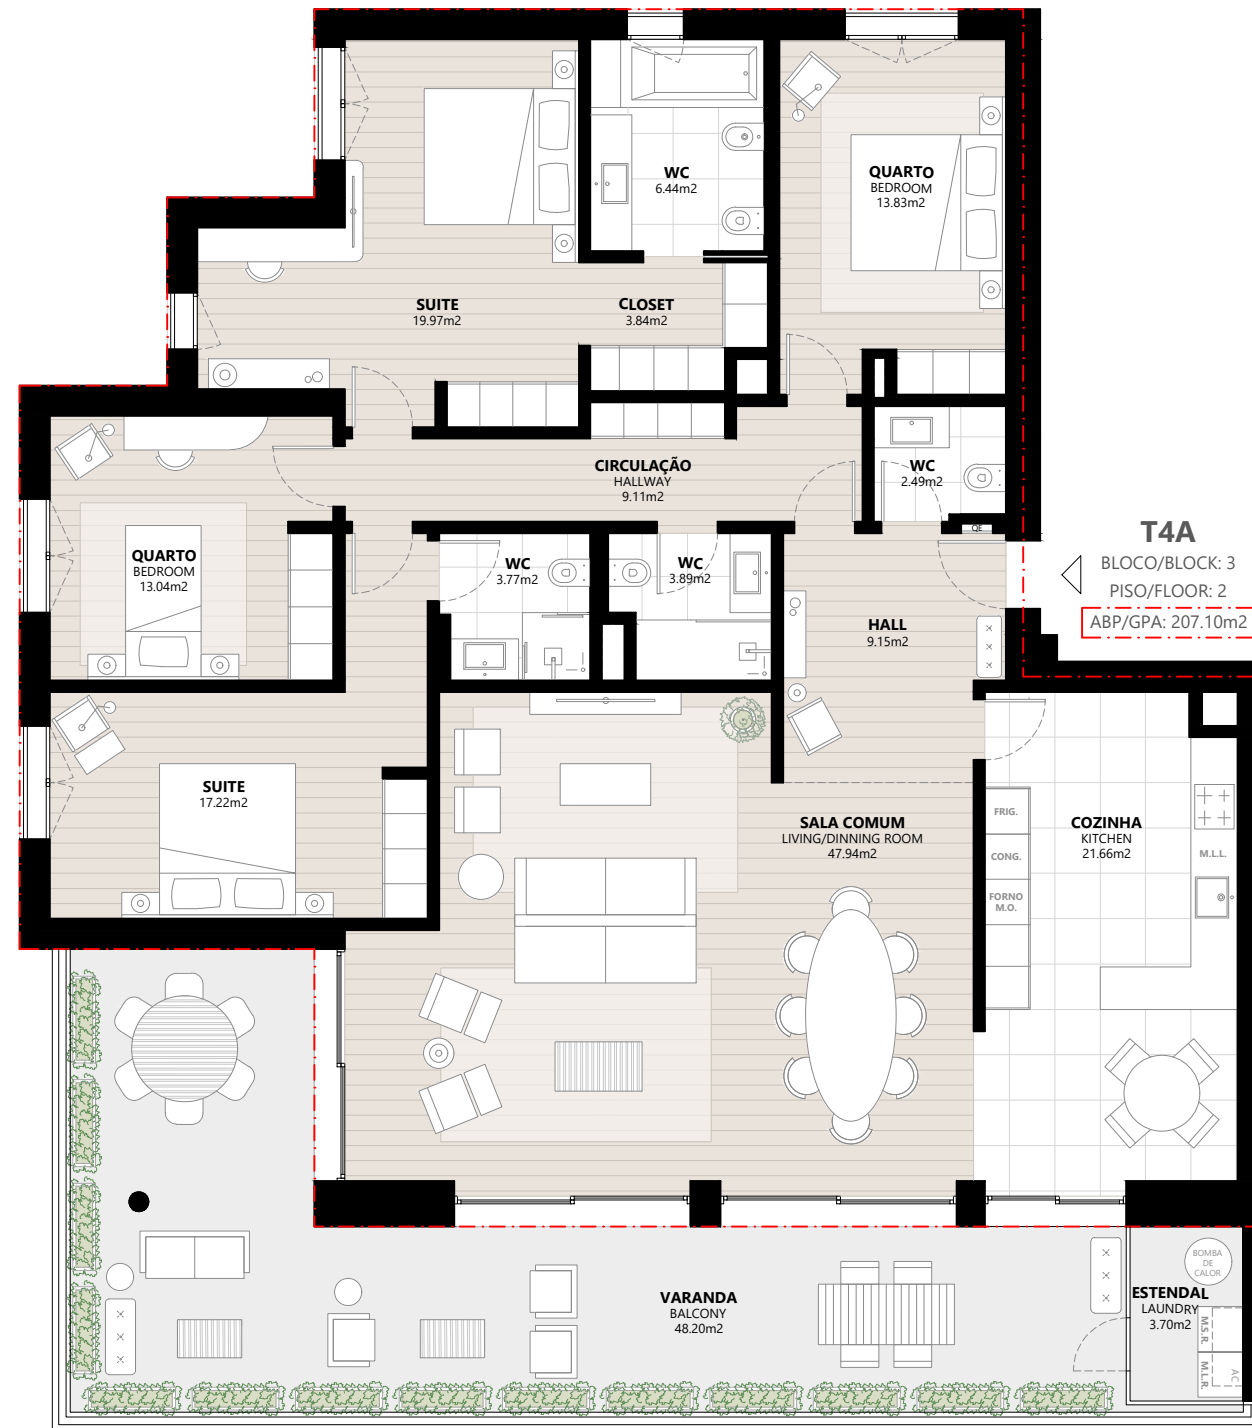 WC
6.44m2
QUARTO
BEDROOM
13.83m2
SUITE
19.97m2
CLOSET
3.84m2
CIRCULAÇÃO
HALLWAY
9.11m2
WC
2.49m2
QE
T4A
BLOCO/BLOCK: 3
PISO/FLOOR: 2
ABP/GPA: 207.10m2
QUARTO
BEDROOM
13.04m2
WC
3.77m2
WC
3.89m2
HALL
9.15m2
SUITE
17.22m2
SALA COMUM
LIVING/DINNING ROOM
47.94m2
FRIG.
CONG.
FORNO
M.O.
COZINHA
KITCHEN
21.66m2
M.L.L.
VARANDA
BALCONY
48.20m2
BOMBA
DE
CALOR
ESTENDAL
LAUNDRY
3.70m2
M.S.R.
M.L.R.
AC